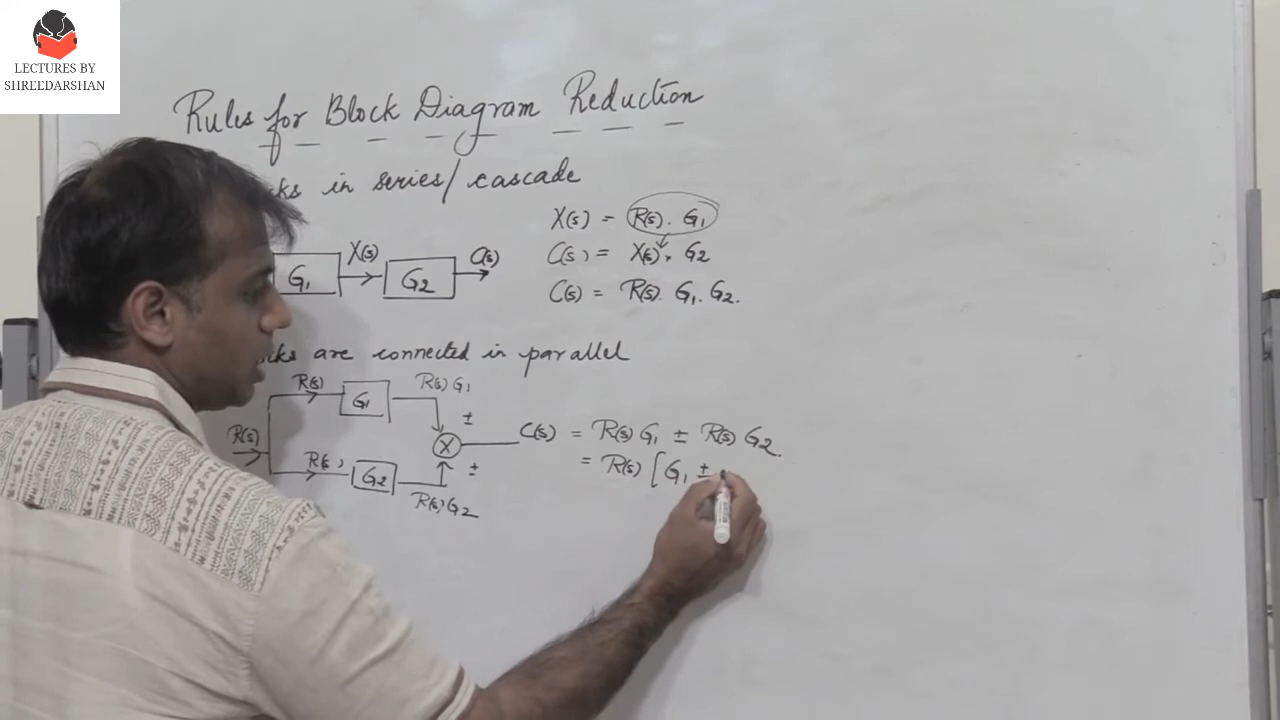 LECTURES BY
SHREEDARSHAN
Rules for Block Diagram Reduction
in series/cascade
X(s) = R(s). G1
C(s) = X(s). G2
C(s) = R(s). G1. G2.
G1 X(s) G2 C(s)
are connected in parallel
R(s) G1 R(s)G1
±
R(s) C(s) = R(s)G1 ± R(s)G2.
= R(s) [G1 ±
R(s) G2 ±
R(s)G2